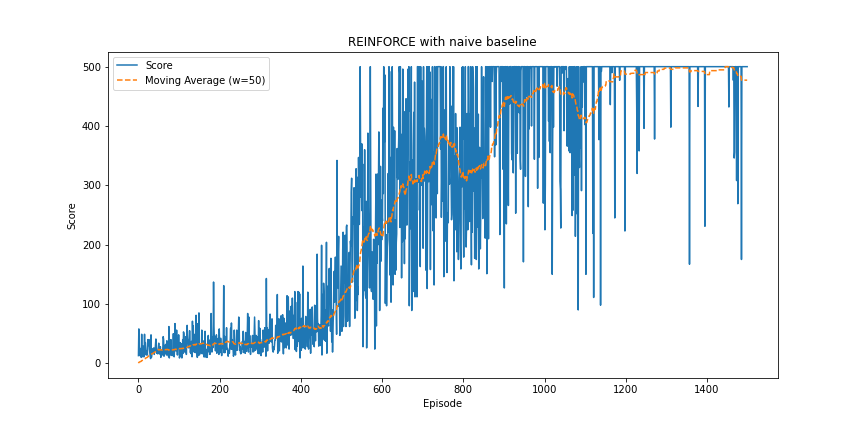 REINFORCE with naive baseline
Score
Moving Average (w=50)
500
400
300
200
100
0
Score
0 200 400 600 800 1000 1200 1400
Episode